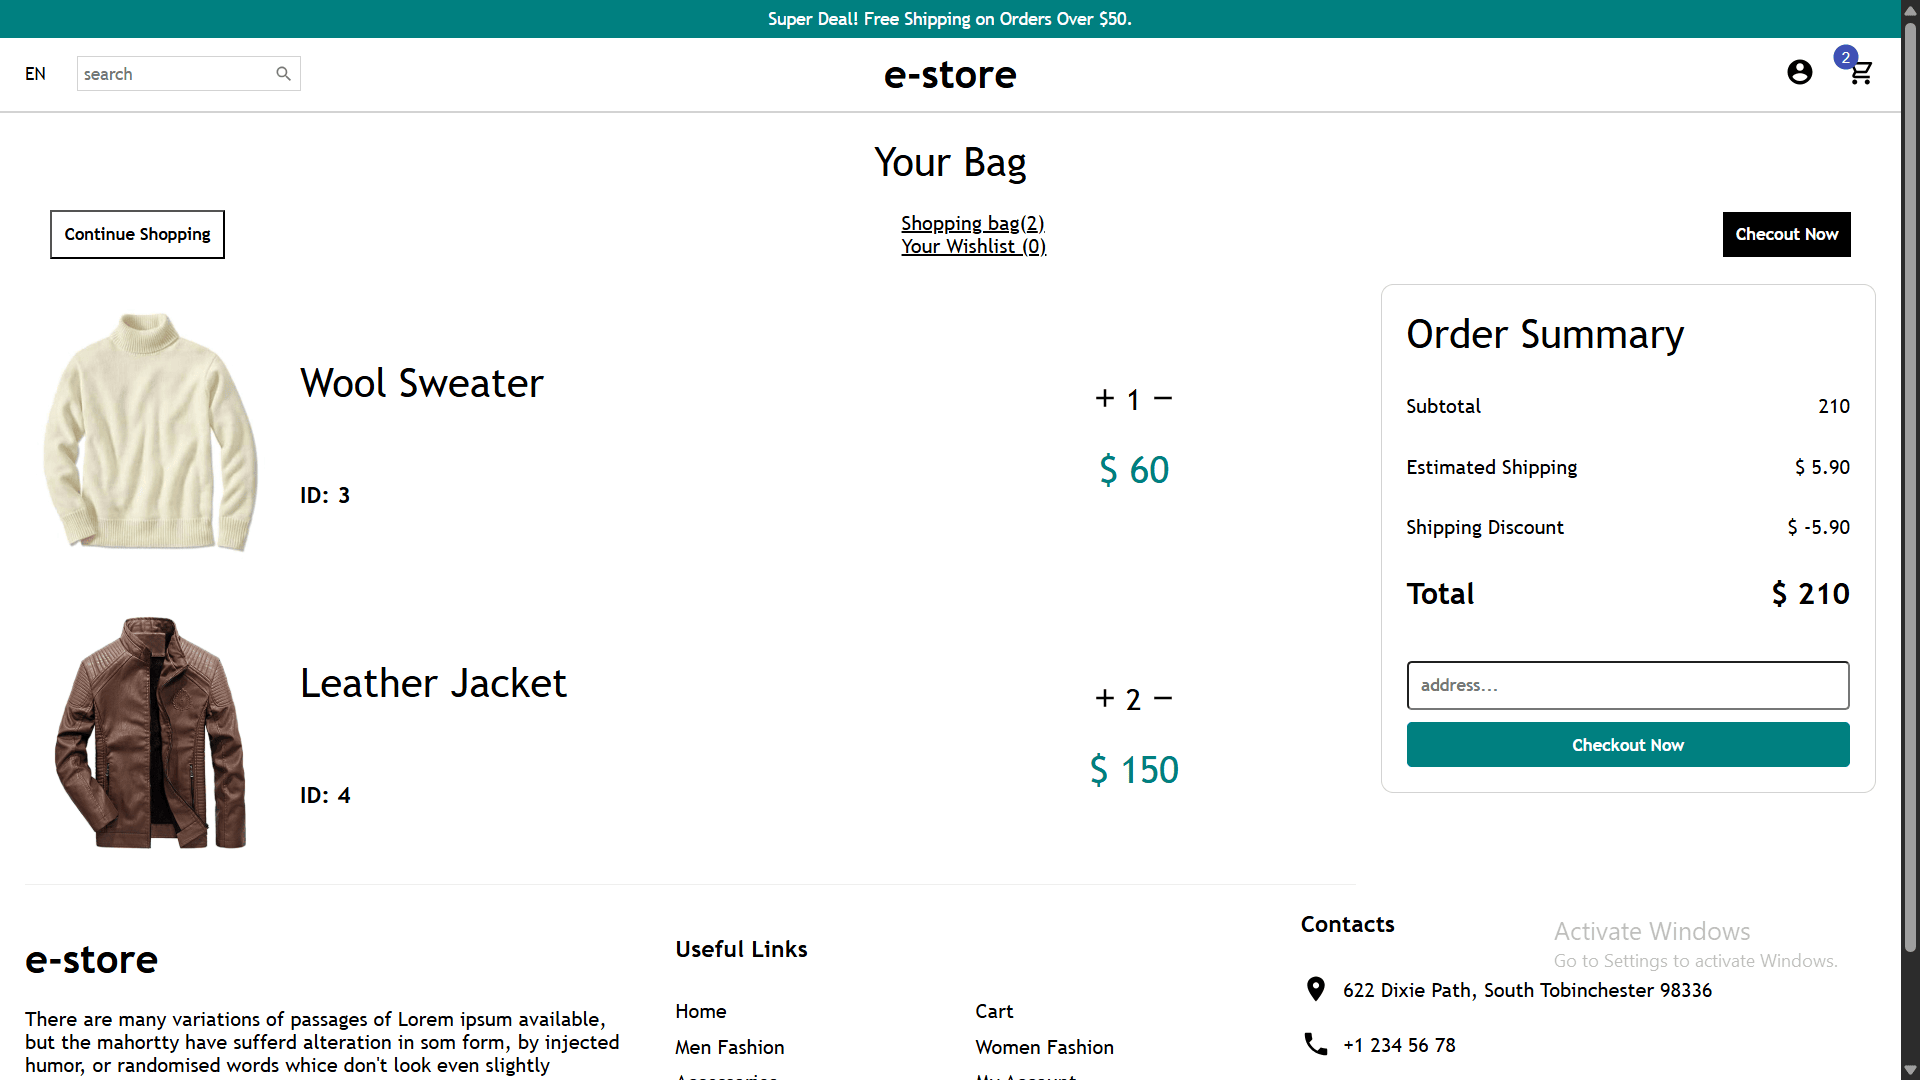 Super Deal! Free Shipping on Orders Over $50.
EN
search
e-store
2
Your Bag
Continue Shopping
Shopping bag(2)
Your Wishlist (0)
Checout Now
Wool Sweater
+ 1 −
$ 60
ID: 3
Leather Jacket
+ 2 −
$ 150
ID: 4
Order Summary
Subtotal 210
Estimated Shipping $ 5.90
Shipping Discount $ -5.90
Total $ 210
address...
Checkout Now
e-store
There are many variations of passages of Lorem ipsum available,
but the mahortty have sufferd alteration in som form, by injected
humor, or randomised words whice don't look even slightly
Useful Links
Home Cart
Men Fashion Women Fashion
Accessories My Account
Contacts
622 Dixie Path, South Tobinchester 98336
+1 234 56 78
Activate Windows
Go to Settings to activate Windows.